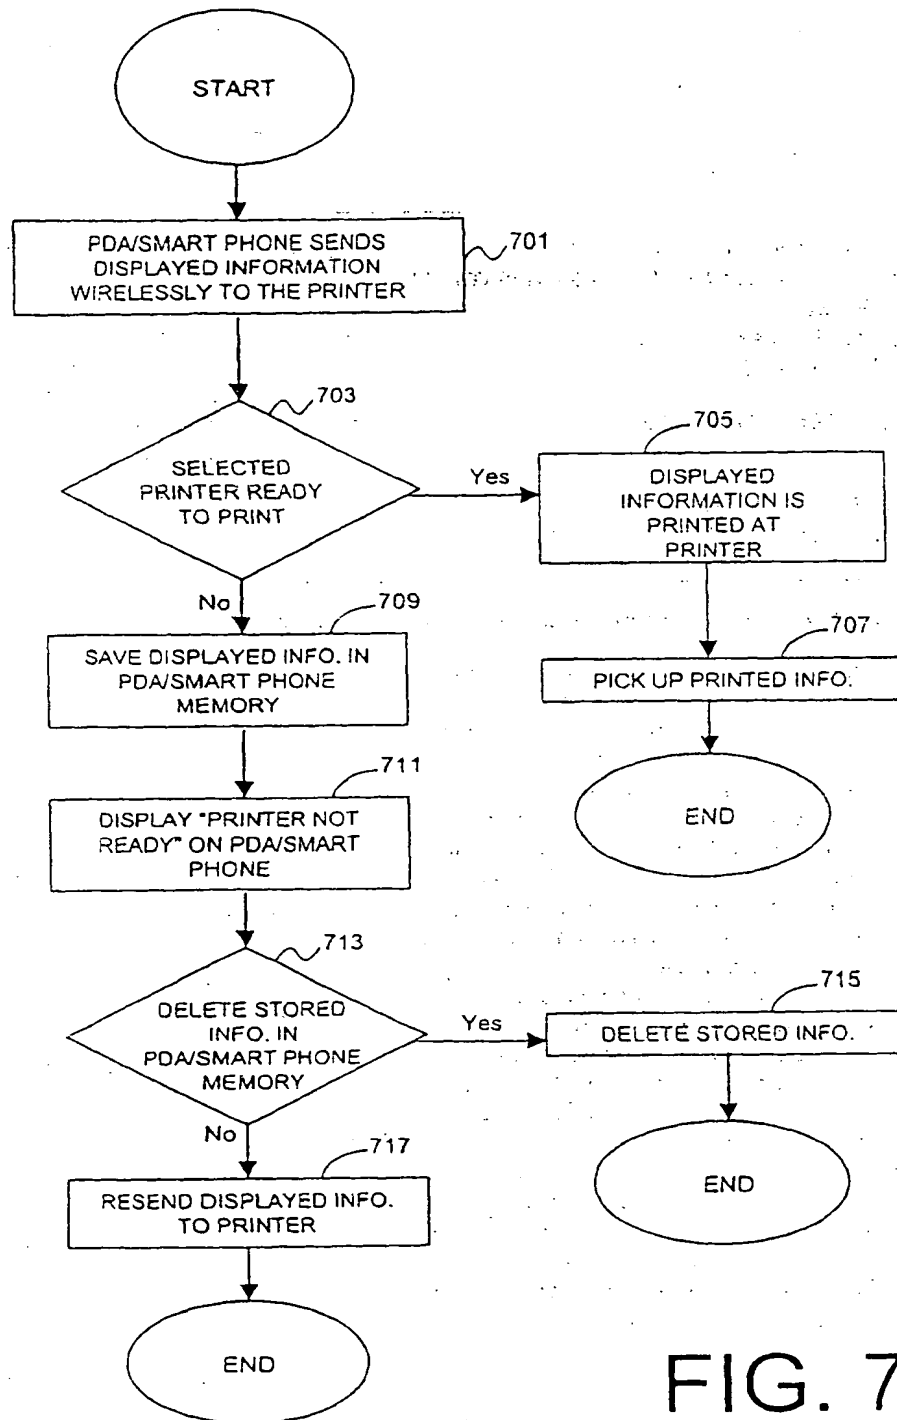 START
PDA/SMART PHONE SENDS
DISPLAYED INFORMATION
WIRELESSLY TO THE PRINTER
701
703
SELECTED
PRINTER READY
TO PRINT
Yes
705
DISPLAYED
INFORMATION IS
PRINTED AT
PRINTER
No
709
707
SAVE DISPLAYED INFO. IN
PDA/SMART PHONE
MEMORY
PICK UP PRINTED INFO.
711
DISPLAY "PRINTER NOT
READY" ON PDA/SMART
PHONE
END
713
DELETE STORED
INFO. IN
PDA/SMART PHONE
MEMORY
Yes
715
DELETE STORED INFO.
No
717
RESEND DISPLAYED INFO.
TO PRINTER
END
END
FIG. 7